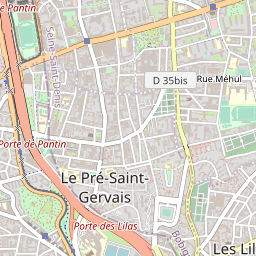 de Pantin
Seine-Saint-Denis
D 35bis
Rue Méhul
Porte de Pantin
Le Pré-Saint-
Gervais
Porte des Lilas
Bobig
Les Lil